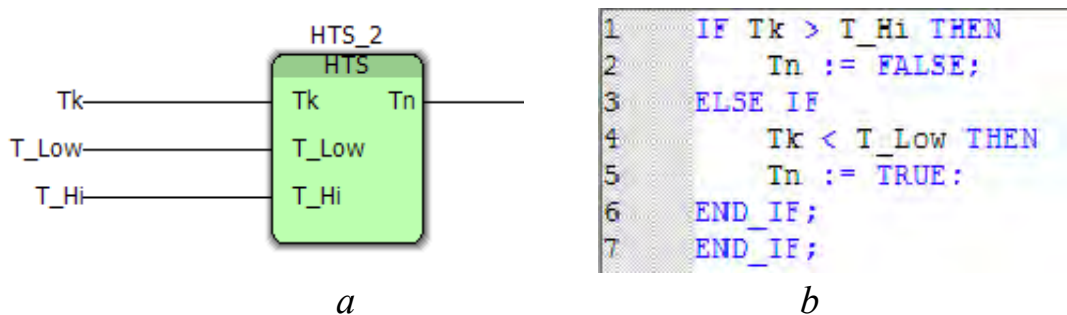 HTS_2
HTS
Tk Tk Tn
T_Low T_Low
T_Hi T_Hi
a
1 IF Tk > T_Hi THEN
2 Tn := FALSE;
3 ELSE IF
4 Tk < T_Low THEN
5 Tn := TRUE;
6 END_IF;
7 END_IF;
b